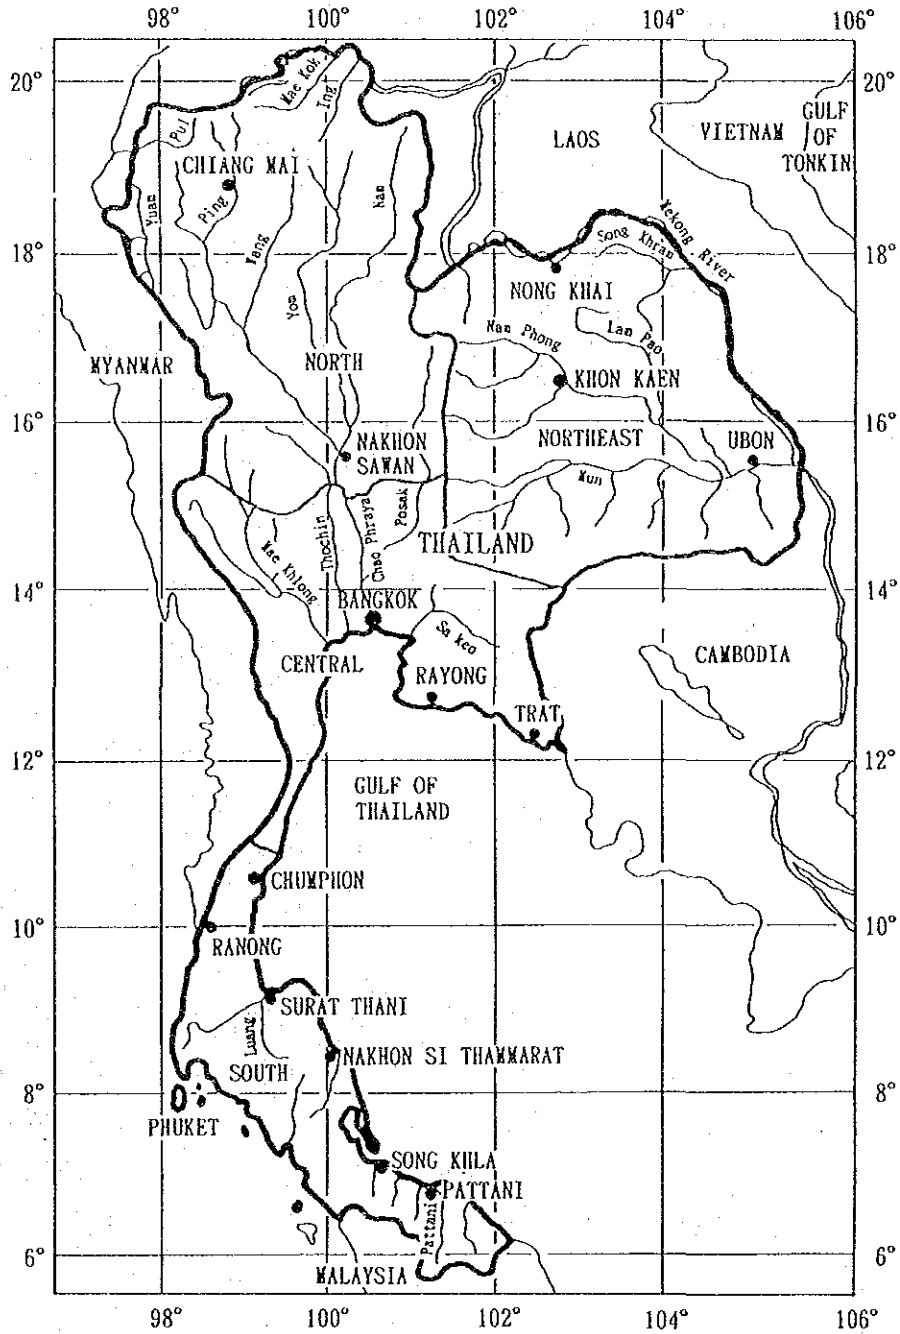 98° 100° 102° 104° 106°
20° 20°
Mae Kok
Ing
LAOS
VIETNAM
GULF
OF
TONKIN
Pui
CHIANG MAI
Nan
Yuam
Ping
Wang
Yom
Mekong River
Song Khram
18° 18°
NONG KHAI
Nam Phong
Lam Pao
MYANMAR
NORTH
KHON KAEN
16° 16°
NAKHON
SAWAN
NORTHEAST
UBON
Mun
Posak
Chao Phraya
Thochin
THAILAND
Mae Khlong
14° 14°
BANGKOK
Sa keo
CENTRAL
RAYONG
CAMBODIA
TRAT
12° 12°
GULF OF
THAILAND
CHUMPHON
10° 10°
RANONG
SURAT THANI
Luang
NAKHON SI THAMMARAT
SOUTH
8° 8°
PHUKET
SONG KHLA
PATTANI
Pattani
6° 6°
MALAYSIA
98° 100° 102° 104° 106°